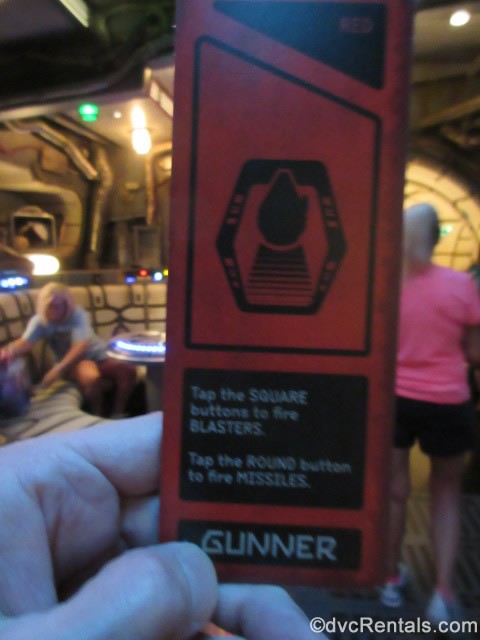 RED
Tap the SQUARE
buttons to fire
BLASTERS.
Tap the ROUND button
to fire MISSILES.
GUNNER
©dvcRentals.com